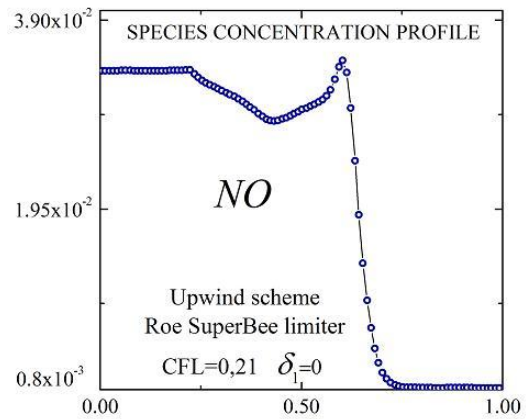 3.90x10⁻²
SPECIES CONCENTRATION PROFILE
NO
1.95x10⁻²
Upwind scheme
Roe SuperBee limiter
CFL=0,21 δ₁=0
0.8x10⁻³
0.00 0.50 1.00